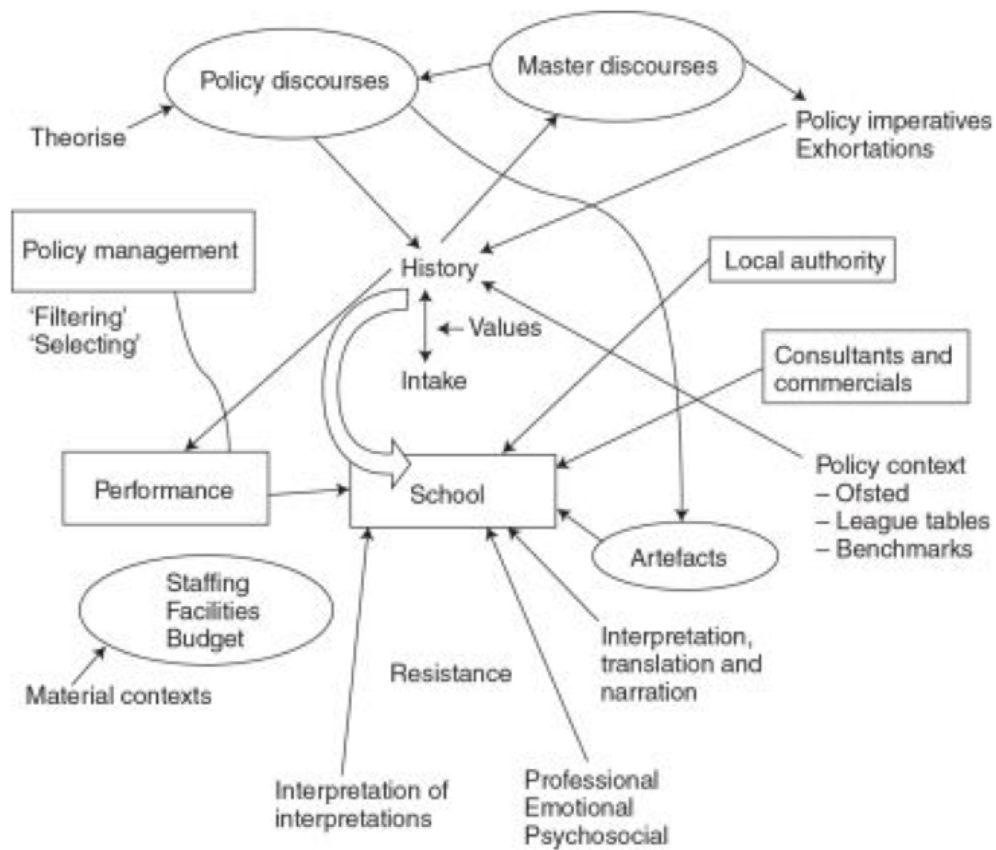 Policy discourses
Master discourses
Theorise
Policy imperatives
Exhortations
Policy management
‘Filtering’
‘Selecting’
History
Local authority
Values
Intake
Consultants and
commercials
Performance
School
Policy context
– Ofsted
– League tables
– Benchmarks
Artefacts
Staffing
Facilities
Budget
Material contexts
Resistance
Interpretation,
translation and
narration
Interpretation of
interpretations
Professional
Emotional
Psychosocial